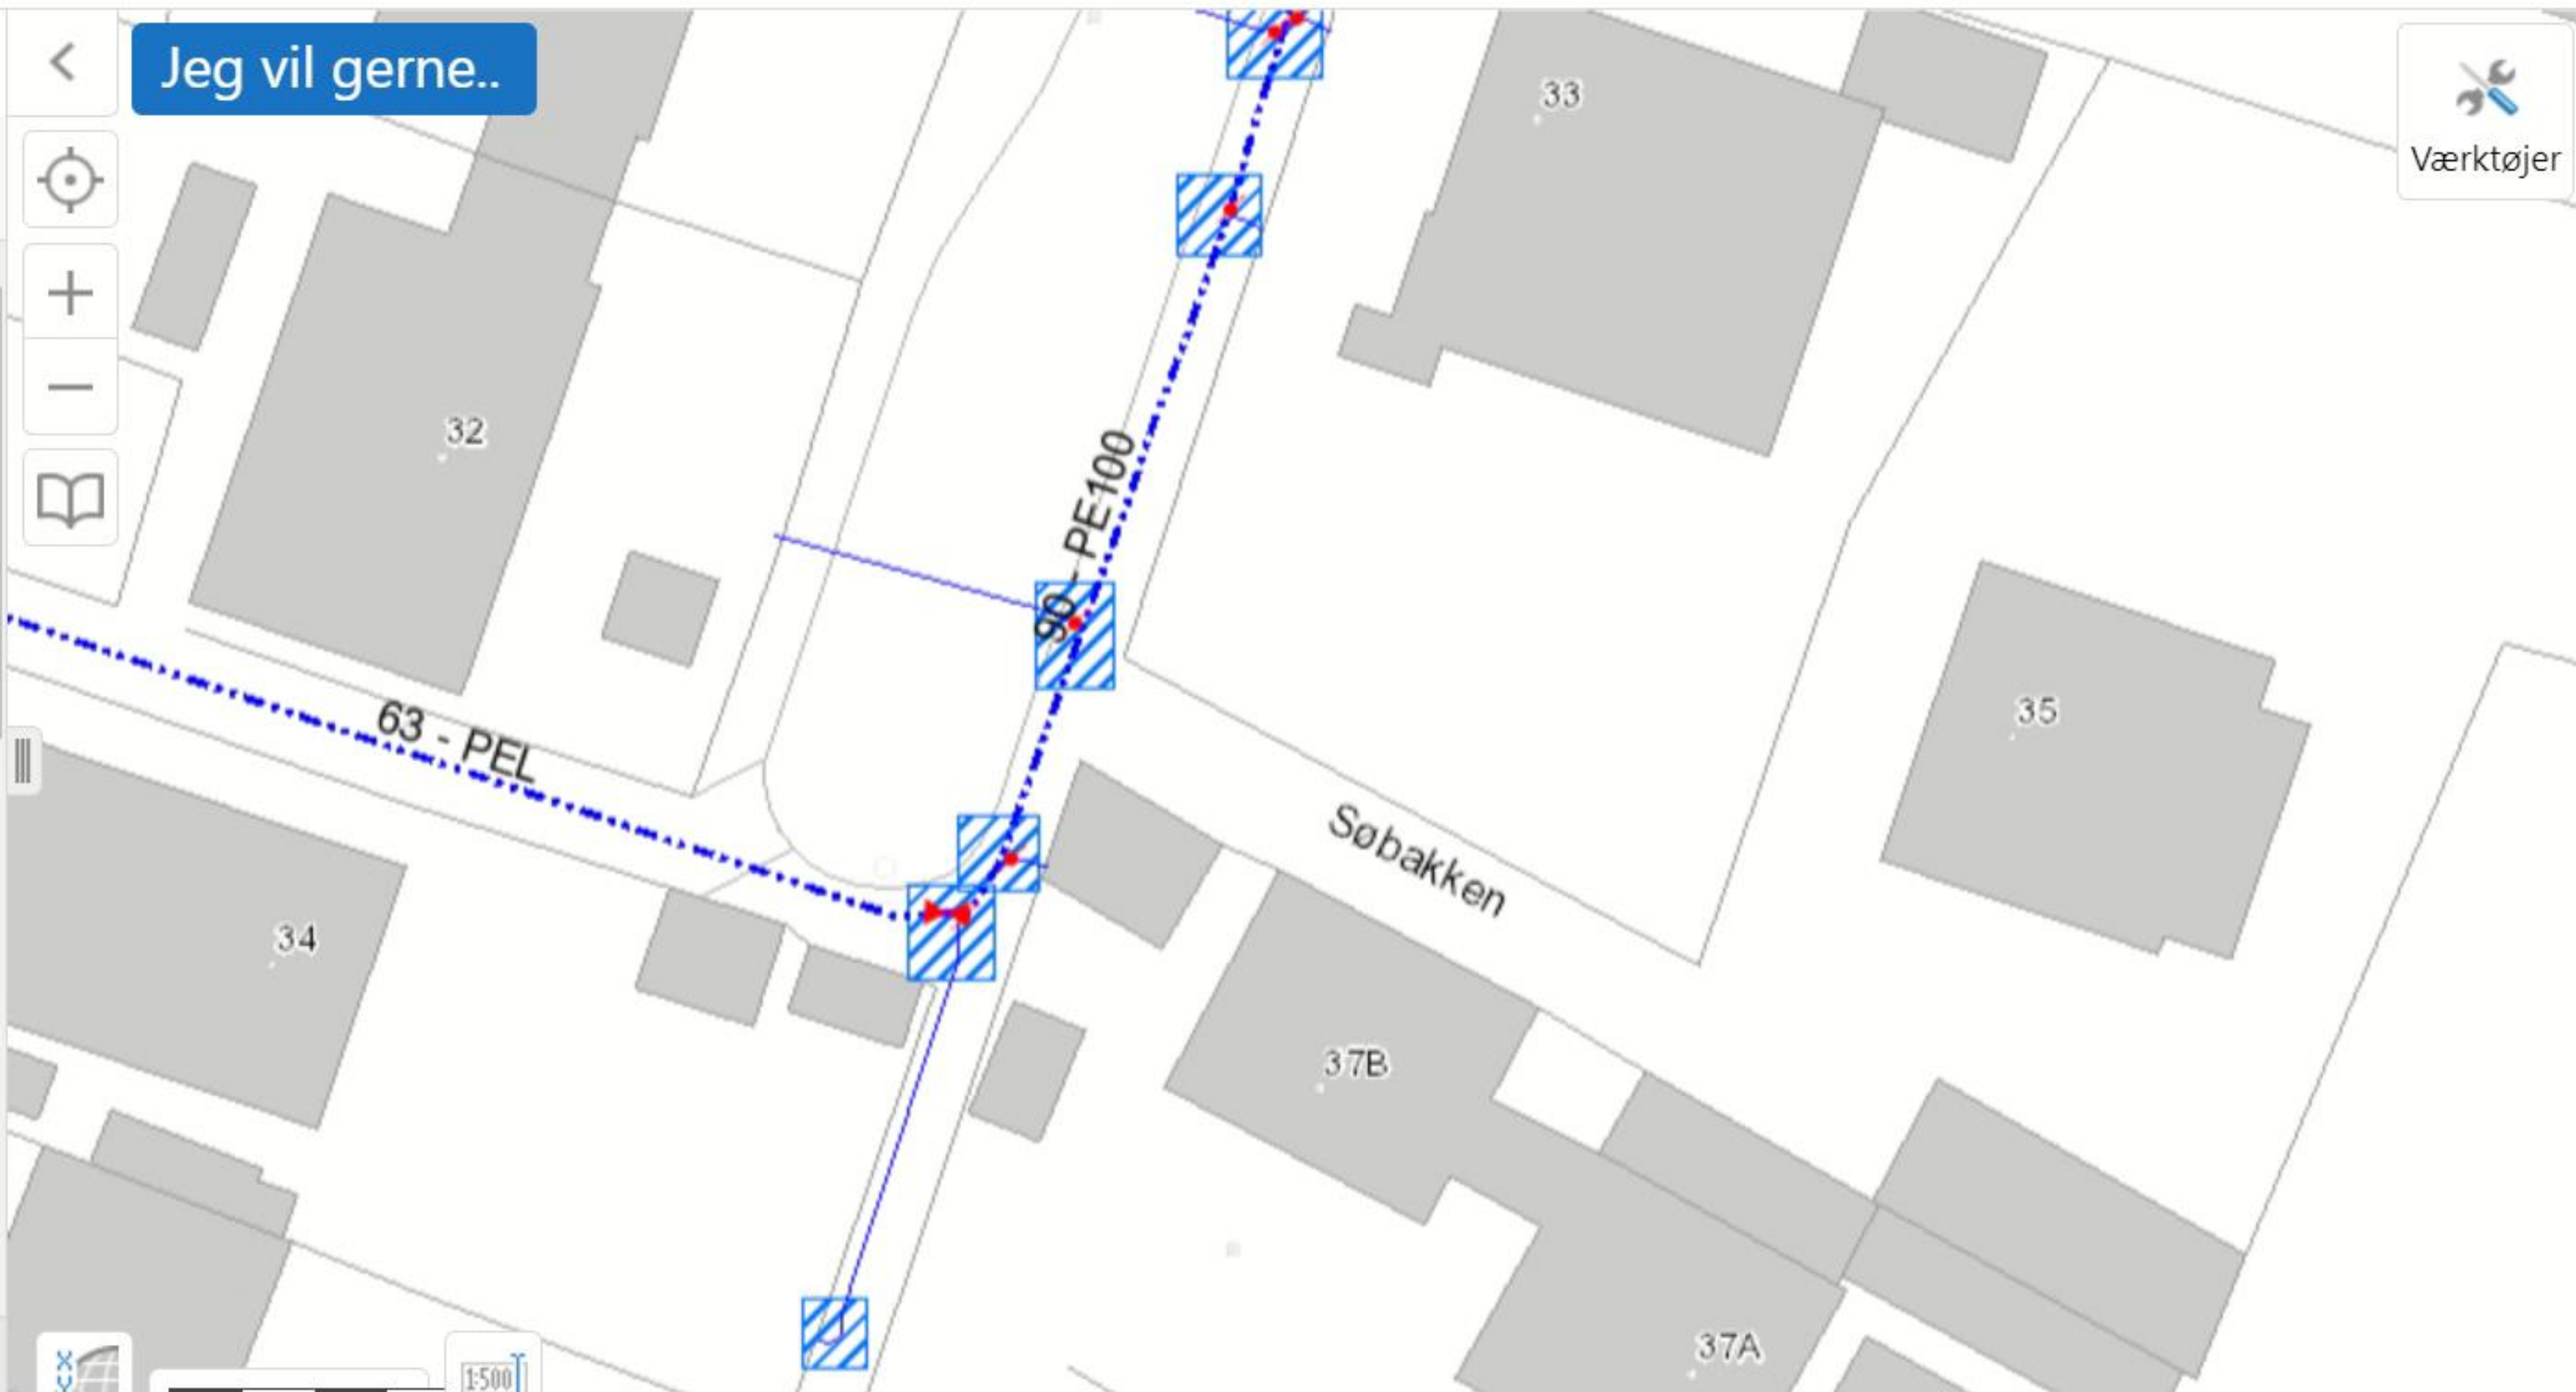 Jeg vil gerne..
33
Værktøjer
32
90 - PE100
63 - PEL
35
Søbakken
34
37B
37A
1:500